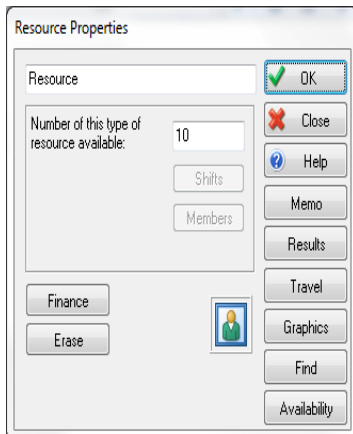 Resource Properties
Resource
Number of this type of
resource available:
10
Shifts
Members
Finance
Erase
OK
Close
Help
Memo
Results
Travel
Graphics
Find
Availability